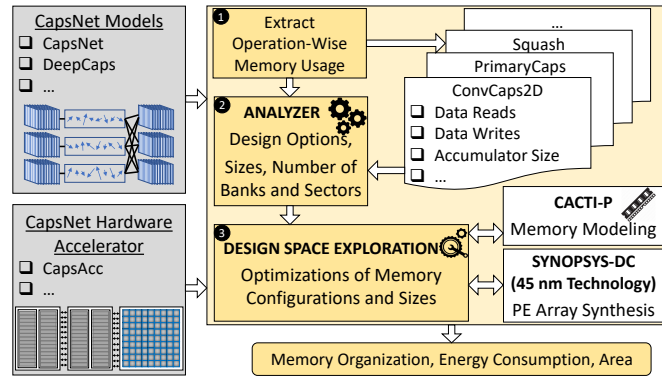 CapsNet Models
❑ CapsNet
❑ DeepCaps
❑ ...
CapsNet Hardware
Accelerator
❑ CapsAcc
❑ ...
1
Extract
Operation-Wise
Memory Usage
...
Squash
PrimaryCaps
ConvCaps2D
❑ Data Reads
❑ Data Writes
❑ Accumulator Size
❑ ...
2
ANALYZER
Design Options,
Sizes, Number of
Banks and Sectors
3
DESIGN SPACE EXPLORATION
Optimizations of Memory
Configurations and Sizes
CACTI-P
Memory Modeling
SYNOPSYS-DC
(45 nm Technology)
PE Array Synthesis
Memory Organization, Energy Consumption, Area